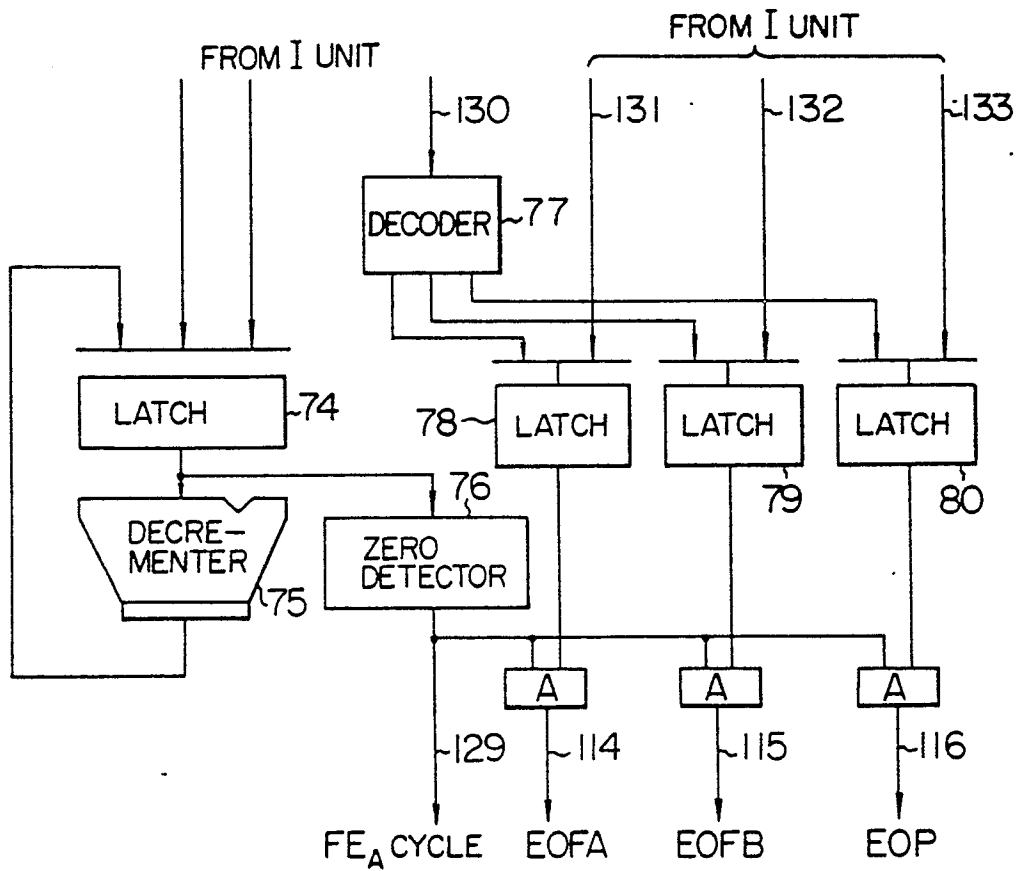 FROM I UNIT
FROM I UNIT
130
131
132
133
DECODER
77
LATCH
74
78
LATCH
LATCH
79
LATCH
80
DECRE-
MENTER
75
76
ZERO
DETECTOR
A
A
A
129
114
115
116
FEA CYCLE
EOFA
EOFB
EOP